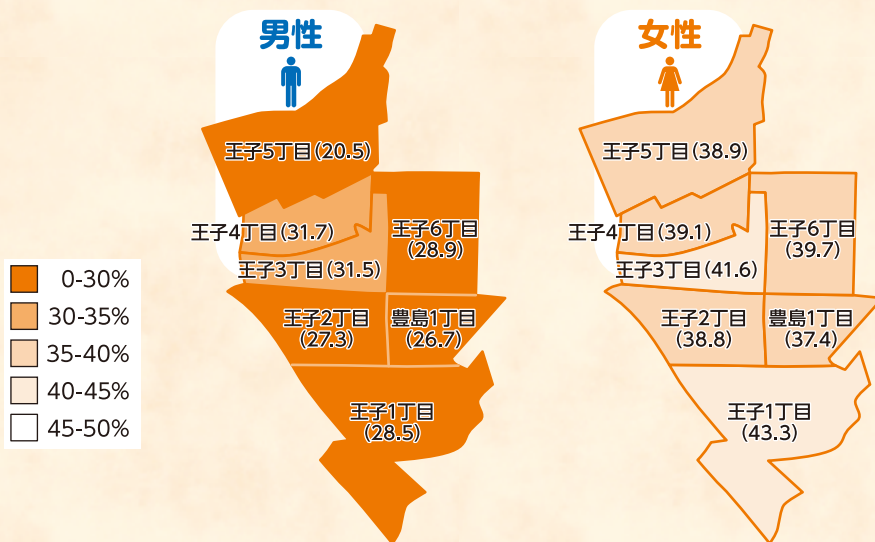 男性
王子5丁目(20.5)
王子4丁目(31.7)
王子3丁目(31.5)
王子6丁目
(28.9)
王子2丁目
(27.3)
豊島1丁目
(26.7)
王子1丁目
(28.5)
女性
王子5丁目(38.9)
王子4丁目(39.1)
王子3丁目(41.6)
王子6丁目
(39.7)
王子2丁目
(38.8)
豊島1丁目
(37.4)
王子1丁目
(43.3)
0-30%
30-35%
35-40%
40-45%
45-50%